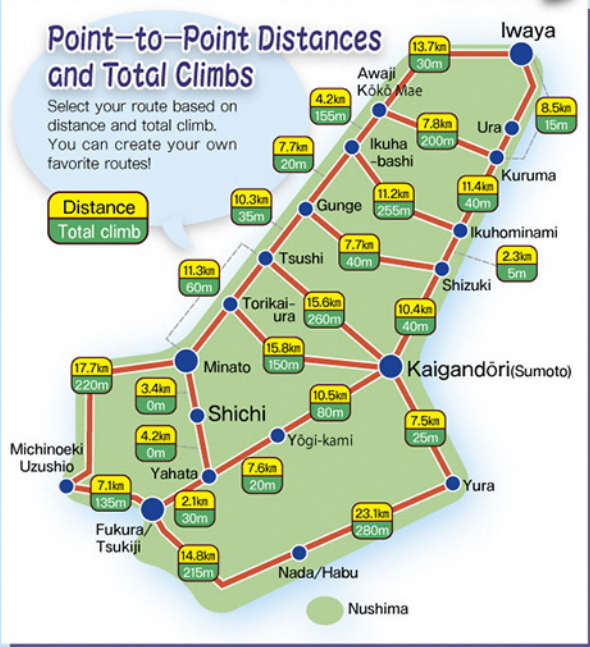 Point-to-Point Distances
and Total Climbs
Select your route based on
distance and total climb.
You can create your own
favorite routes!
Distance
Total climb
Iwaya
13.7km
30m
Awaji
Kōkō Mae
4.2km
155m
8.5km
15m
Ura
7.8km
200m
Ikuha
-bashi
7.7km
20m
Kuruma
11.4km
40m
11.2km
255m
10.3km
35m
Gunge
Ikuhominami
7.7km
40m
2.3km
5m
Tsushi
Shizuki
11.3km
60m
Torikai-
ura
15.6km
260m
10.4km
40m
15.8km
150m
Minato
Kaigandōri(Sumoto)
17.7km
220m
3.4km
0m
10.5km
80m
Shichi
7.5km
25m
4.2km
0m
Yōgi-kami
Michinoeki
Uzushio
Yahata
7.6km
20m
7.1km
135m
2.1km
30m
Yura
Fukura/
Tsukiji
23.1km
280m
14.8km
215m
Nada/Habu
Nushima